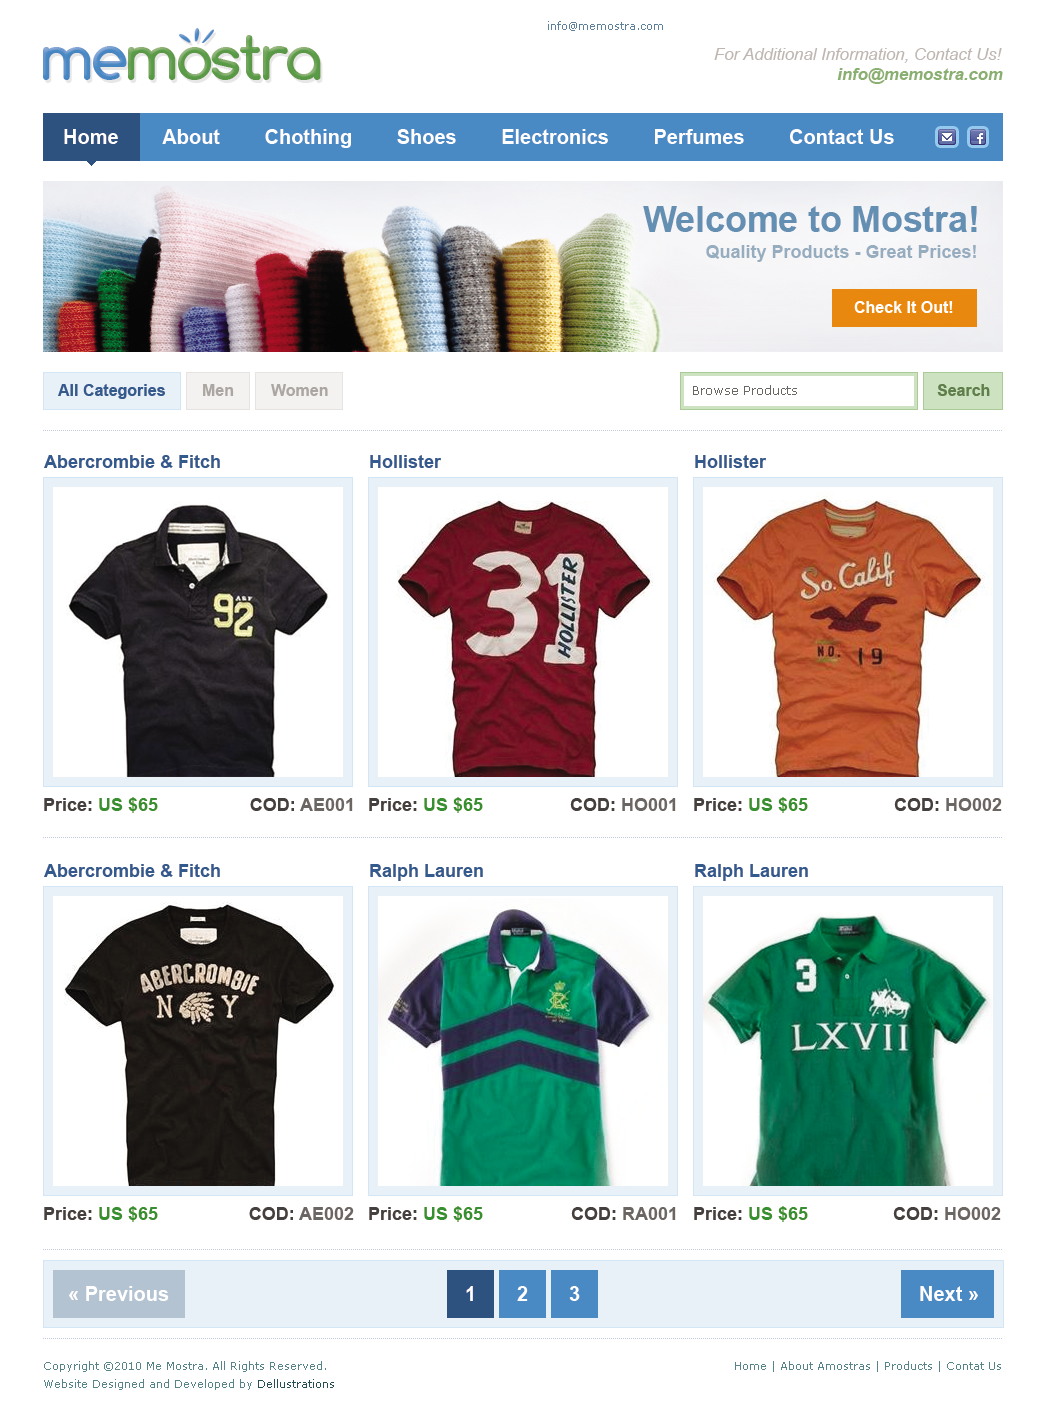 info@memostra.com
memostra
For Additional Information, Contact Us!
info@memostra.com
Home About Chothing Shoes Electronics Perfumes Contact Us
Welcome to Mostra!
Quality Products - Great Prices!
Check It Out!
All Categories Men Women Browse Products Search
Abercrombie & Fitch Hollister Hollister
A&F
92
31
HOLLISTER
So. Calif
NO. 19
Price: US $65 COD: AE001 Price: US $65 COD: HO001 Price: US $65 COD: HO002
Abercrombie & Fitch Ralph Lauren Ralph Lauren
ABERCROMBIE
N Y
3
LXVII
Price: US $65 COD: AE002 Price: US $65 COD: RA001 Price: US $65 COD: HO002
« Previous 1 2 3 Next »
Copyright ©2010 Me Mostra. All Rights Reserved.
Home | About Amostras | Products | Contat Us
Website Designed and Developed by Dellustrations